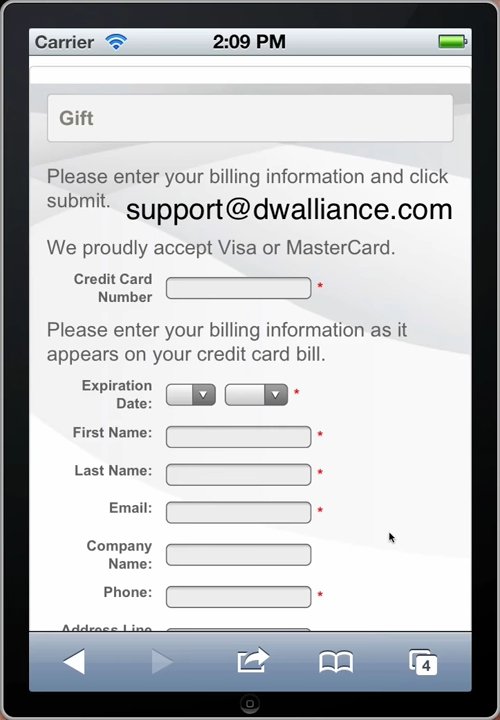 Carrier 2:09 PM
Gift
Please enter your billing information and click
submit.
support@dwalliance.com
We proudly accept Visa or MasterCard.
Credit Card
Number
*
Please enter your billing information as it
appears on your credit card bill.
Expiration
Date:
*
First Name: *
Last Name: *
Email: *
Company
Name:
Phone: *
Address Line
4